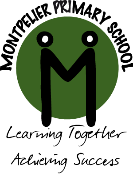 MONTPELIER PRIMARY SCHOOL
Learning Together
Achieving Success